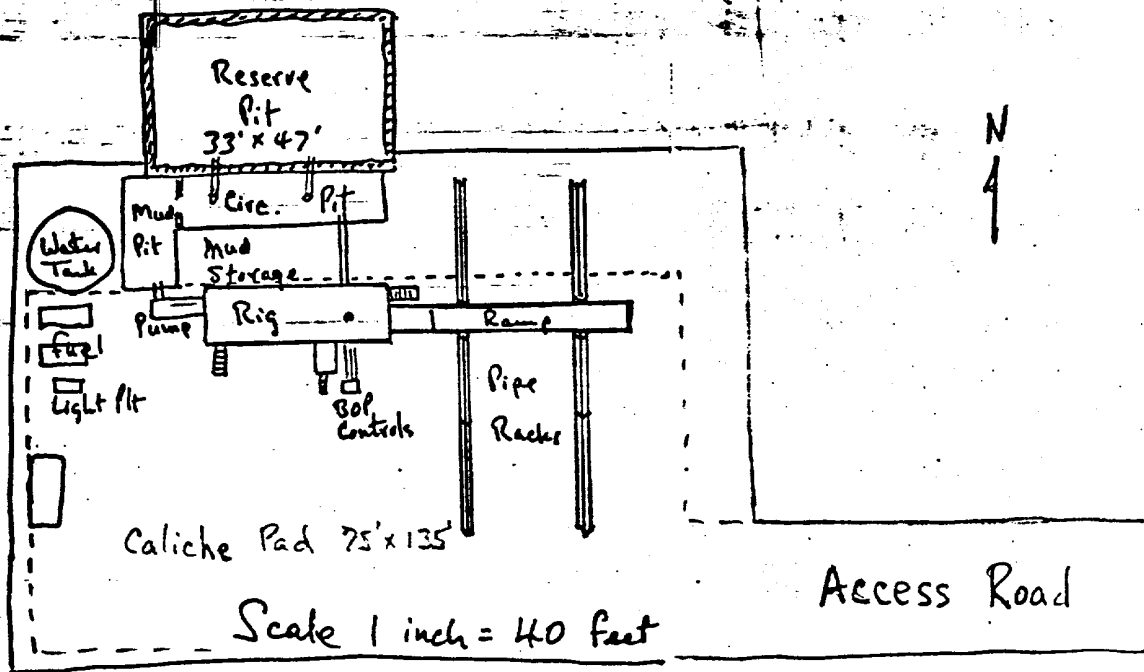 Reserve
Pit
33' x 47'
N
Circ. Pit
Mud
Pit
Water
Tank
Mud
Storage
Pump
Rig
Ramp
Fuel
Light Plt
BOP
Controls
Pipe
Racks
Caliche Pad 75' x 135'
Access Road
Scale 1 inch = 40 feet